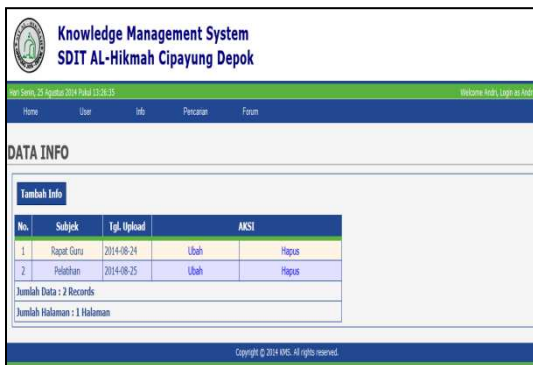 Knowledge Management System
SDIT AL-Hikmah Cipayung Depok
Hari Senin, 25 Agustus 2014 Pukul 13:26:35 Welcome Andri, Login as Andri
Home User Info Pencarian Forum
DATA INFO
Tambah Info
No. Subjek Tgl. Upload AKSI
1 Rapat Guru 2014-08-24 Ubah Hapus
2 Pelatihan 2014-08-25 Ubah Hapus
Jumlah Data : 2 Records
Jumlah Halaman : 1 Halaman
Copyright © 2014 KMS. All rights reserved.